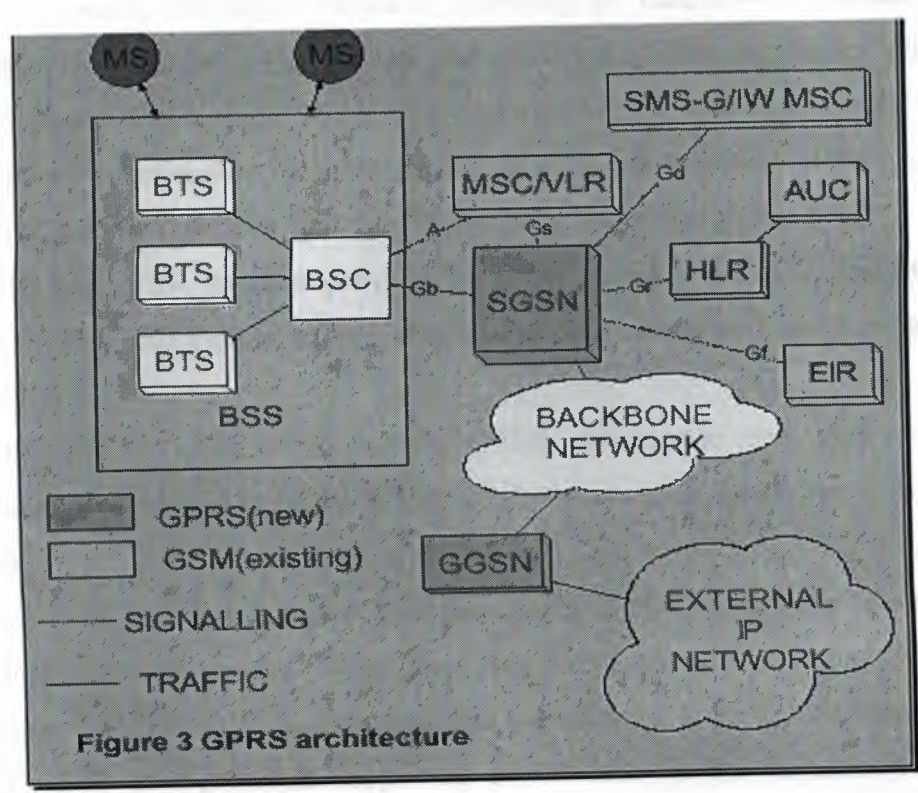 MS
MS
SMS-G/IW MSC
BTS
MSC/VLR
Gd
AUC
A
Gs
BTS
BSC
Gb
SGSN
Gr
HLR
BTS
Gf
EIR
BSS
BACKBONE
NETWORK
GPRS(new)
GSM(existing)
GGSN
EXTERNAL
IP
NETWORK
SIGNALLING
TRAFFIC
Figure 3 GPRS architecture